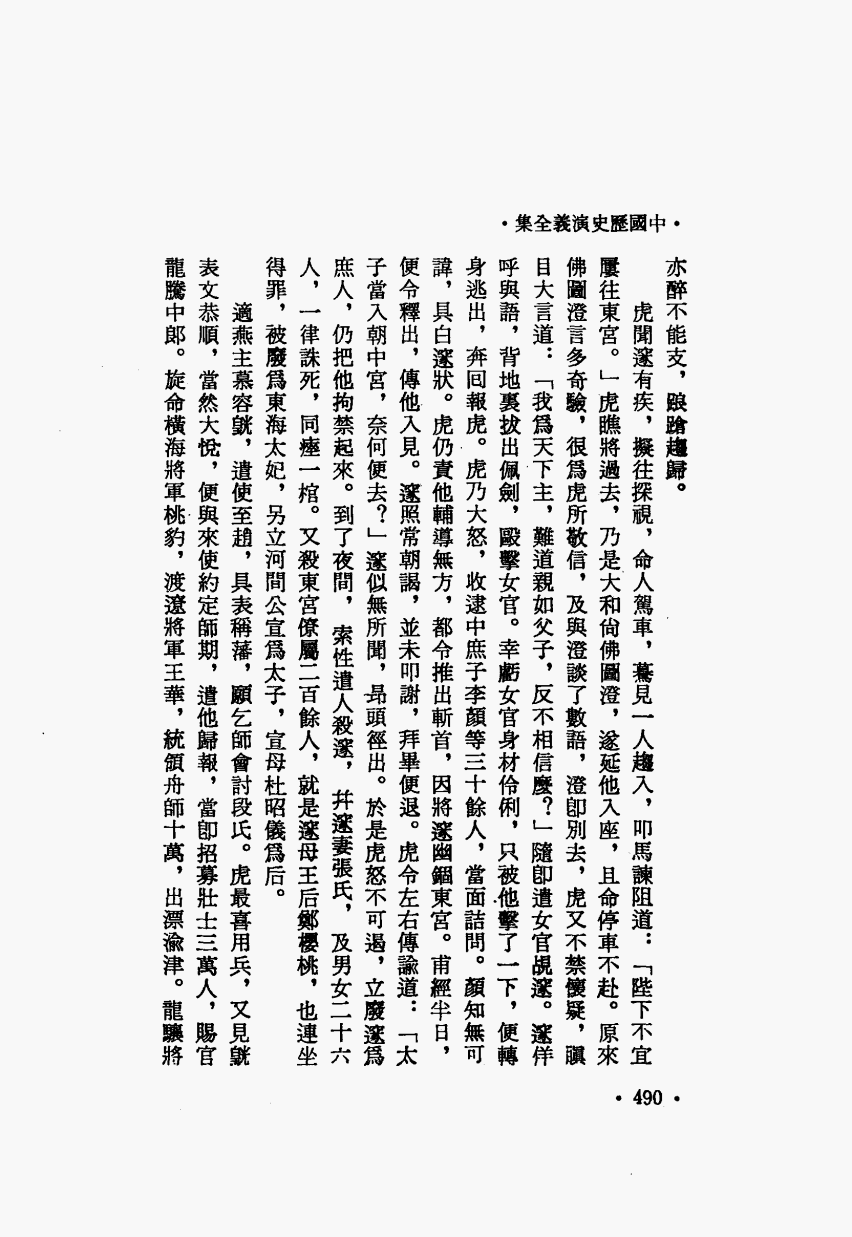 ·中國歷史演義全集·
亦醉不能支，踉蹌趨歸。
虎聞邃有疾，擬往探視，命人駕車，驀見一人趨入，叩馬諫阻道：「陛下不宜
屢往東宮。」虎瞧將過去，乃是大和尙佛圖澄，遂延他入座，且命停車不赴。原來
佛圖澄言多奇驗，很爲虎所敬信，及與澄談了數語，澄卽別去，虎又不禁懷疑，瞋
目大言道：「我爲天下主，難道親如父子，反不相信麼？」隨卽遣女官覘邃。邃佯
呼與語，背地裏拔出佩劍，毆擊女官。幸虧女官身材伶俐，只被他擊了一下，便轉
身逃出，奔回報虎。虎乃大怒，收逮中庶子李顏等三十餘人，當面詰問。顏知無可
諱，具白邃狀。虎仍責他輔導無方，都令推出斬首，因將邃幽錮東宮。甫經半日，
便令釋出，傳他入見。邃照常朝謁，並未叩謝，拜畢便退。虎令左右傳諭道：「太
子當入朝中宮，奈何便去？」邃似無所聞，昂頭徑出。於是虎怒不可遏，立廢邃爲
庶人，仍把他拘禁起來。到了夜間，索性遣人殺邃，幷邃妻張氏，及男女二十六
人，一律誅死，同瘞一棺。又殺東宮僚屬二百餘人，就是邃母王后鄭櫻桃，也連坐
得罪，被廢爲東海太妃，另立河間公宣爲太子，宣母杜昭儀爲后。
適燕主慕容皝，遣使至趙，具表稱藩，願乞師會討段氏。虎最喜用兵，又見皝
表文恭順，當然大悅，便與來使約定師期，遣他歸報，當卽招募壯士三萬人，賜官
龍騰中郎。旋命橫海將軍桃豹，渡遼將軍王華，統領舟師十萬，出漂渝津。龍驤將
·490·